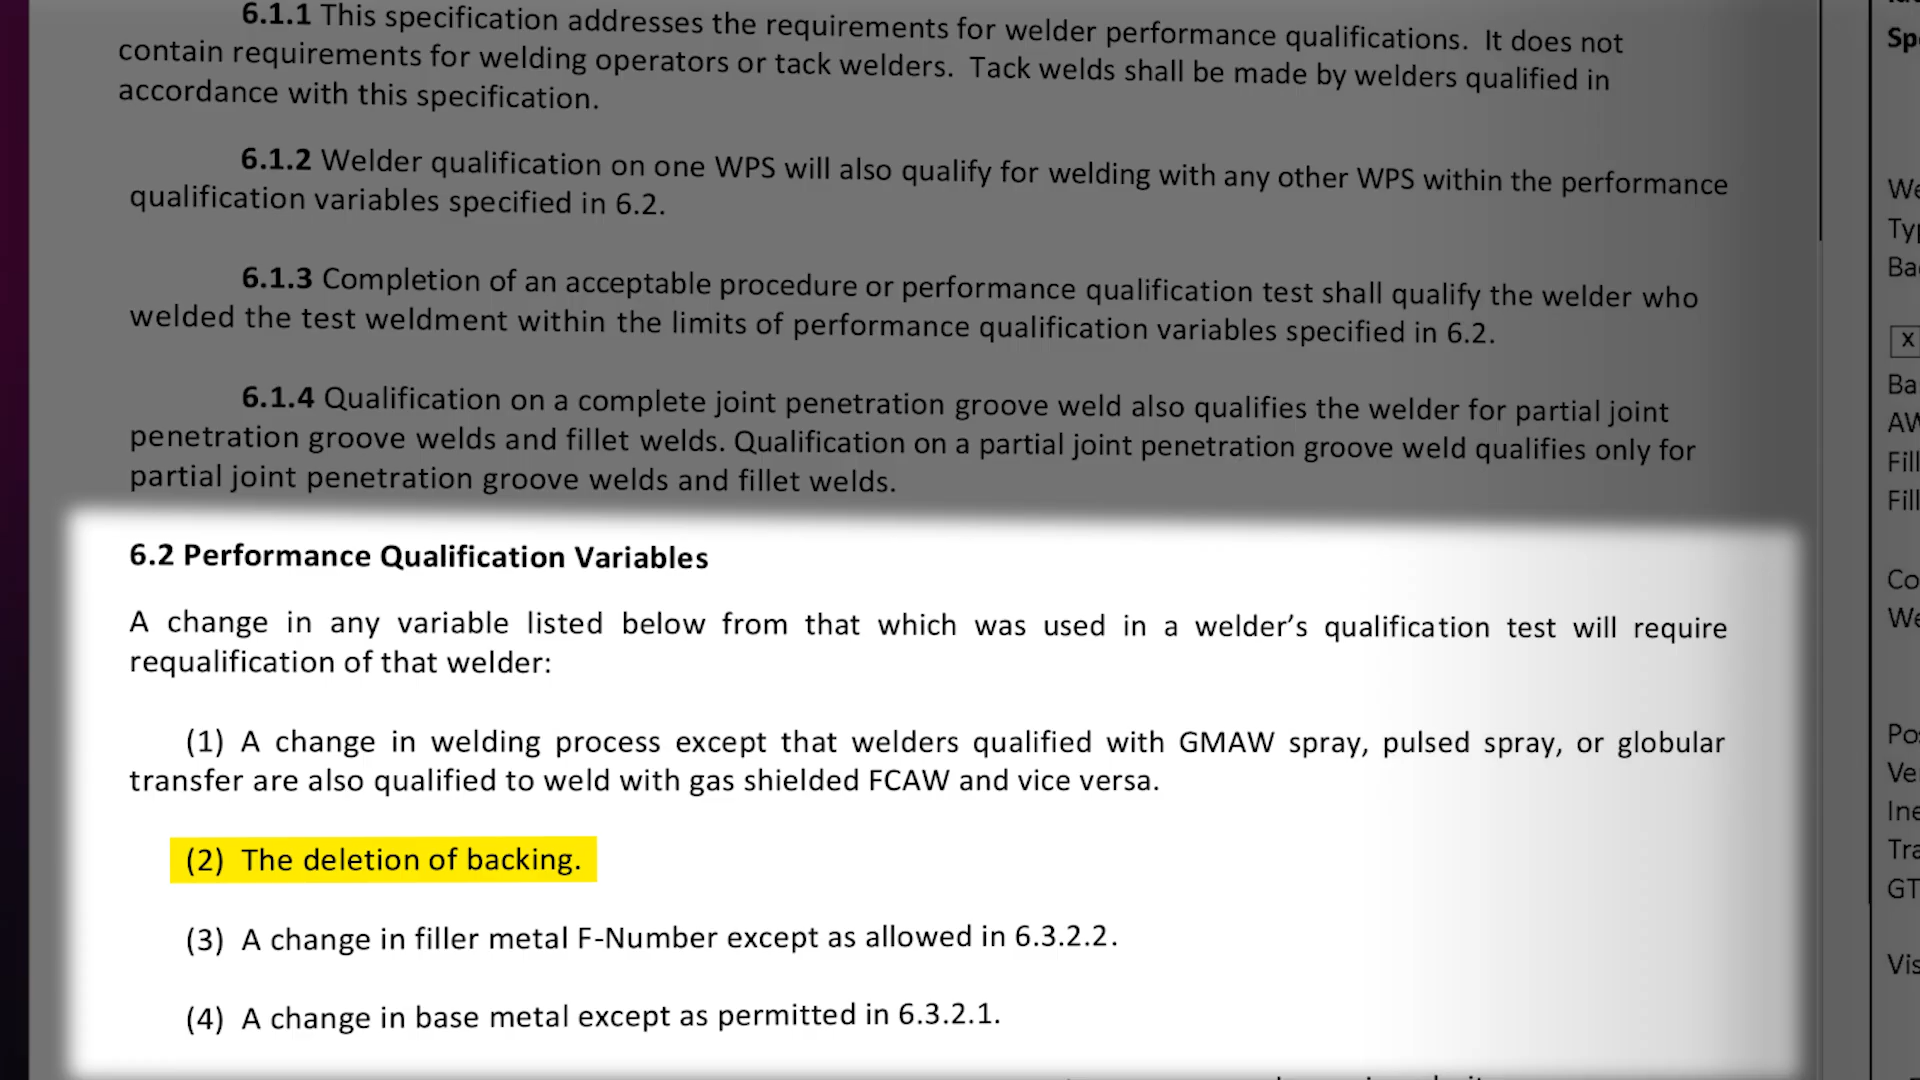 6.1.1 This specification addresses the requirements for welder performance qualifications. It does not
contain requirements for welding operators or tack welders. Tack welds shall be made by welders qualified in
accordance with this specification.
6.1.2 Welder qualification on one WPS will also qualify for welding with any other WPS within the performance
qualification variables specified in 6.2.
6.1.3 Completion of an acceptable procedure or performance qualification test shall qualify the welder who
welded the test weldment within the limits of performance qualification variables specified in 6.2.
6.1.4 Qualification on a complete joint penetration groove weld also qualifies the welder for partial joint
penetration groove welds and fillet welds. Qualification on a partial joint penetration groove weld qualifies only for
partial joint penetration groove welds and fillet welds.
6.2 Performance Qualification Variables
A change in any variable listed below from that which was used in a welder’s qualification test will require
requalification of that welder:
(1) A change in welding process except that welders qualified with GMAW spray, pulsed spray, or globular
transfer are also qualified to weld with gas shielded FCAW and vice versa.
(2) The deletion of backing.
(3) A change in filler metal F-Number except as allowed in 6.3.2.2.
(4) A change in base metal except as permitted in 6.3.2.1.
X